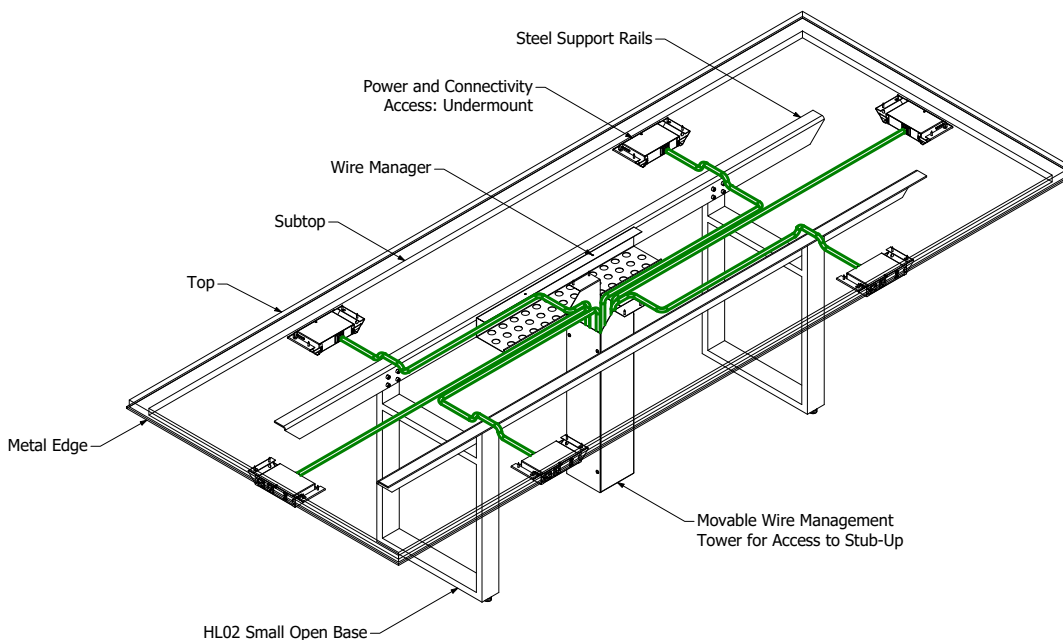 Steel Support Rails
Power and Connectivity
Access: Undermount
Wire Manager
Subtop
Top
Metal Edge
Movable Wire Management
Tower for Access to Stub-Up
HL02 Small Open Base